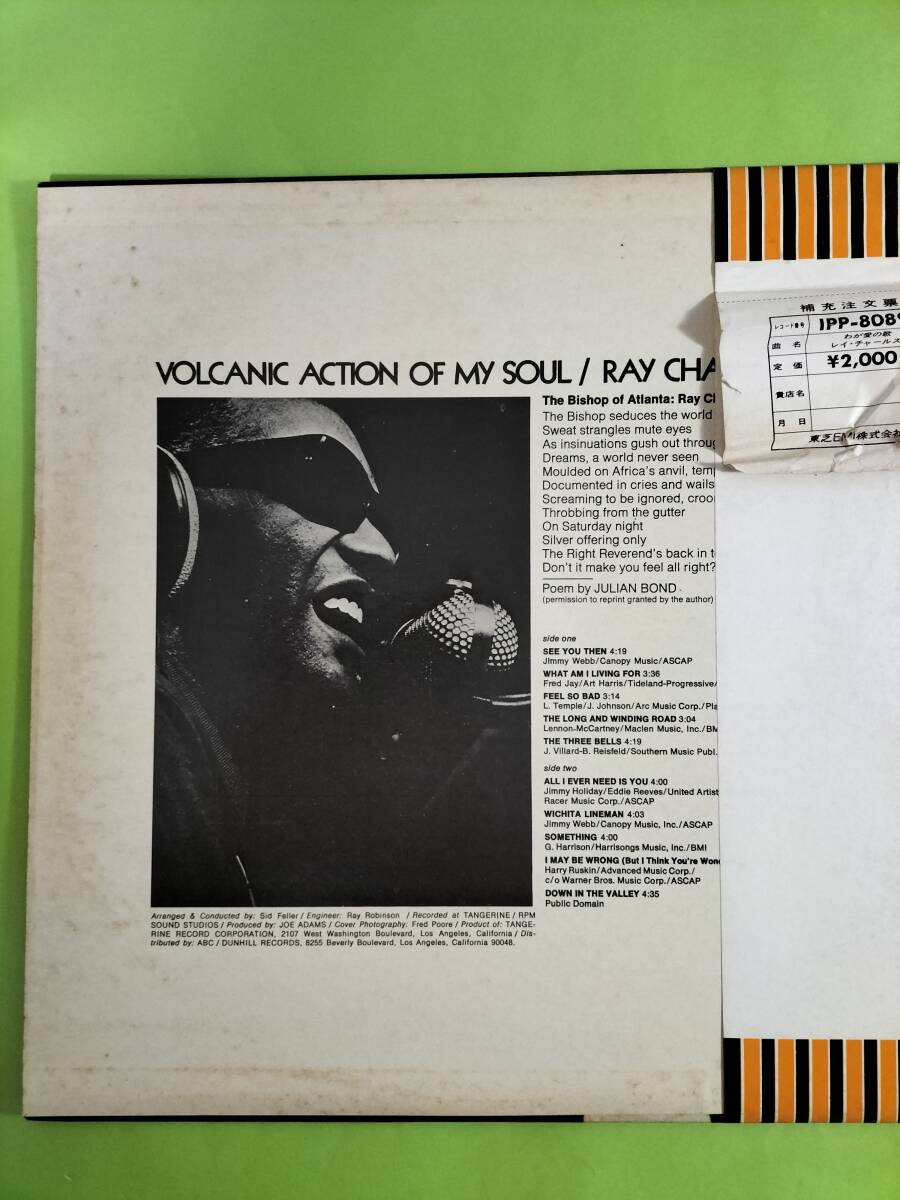 VOLCANIC ACTION OF MY SOUL / RAY CHA
The Bishop of Atlanta: Ray
The Bishop seduces the world
Sweat strangles mute eyes
As insinuations gush out throug
Dreams, a world never seen
Moulded on Africa's anvil, tem
Documented in cries and wails
Screaming to be ignored, croo
Throbbing from the gutter
On Saturday night
Silver offering only
The Right Reverend's back in t
Don't it make you feel all right?
Poem by JULIAN BOND
(permission to reprint granted by the author)
side one
SEE YOU THEN 4:19
Jimmy Webb/Canopy Music/ASCAP
WHAT AM I LIVING FOR 3:36
Fred Jay/Art Harris/Tideland-Progressive/
FEEL SO BAD 3:14
L. Temple/J. Johnson/Arc Music Corp./Pla
THE LONG AND WINDING ROAD 3:04
Lennon-McCartney/Maclen Music, Inc./BM
THE THREE BELLS 4:19
J. Villard-B. Reisfeld/Southern Music Publ.
side two
ALL I EVER NEED IS YOU 4:00
Jimmy Holiday/Eddie Reeves/United Artist
Racer Music Corp./ASCAP
WICHITA LINEMAN 4:03
Jimmy Webb/Canopy Music, Inc./ASCAP
SOMETHING 4:00
G. Harrison/Harrisongs Music, Inc./BMI
I MAY BE WRONG (But I Think You're Won
Harry Ruskin/Advanced Music Corp./
c/o Warner Bros. Music Corp./ASCAP
DOWN IN THE VALLEY 4:35
Public Domain
Arranged & Conducted by: Sid Feller / Engineer: Ray Robinson / Recorded at TANGERINE / RPM
SOUND STUDIOS / Produced by: JOE ADAMS / Cover Photography: Fred Poore / Product of: TANGE-
RINE RECORD CORPORATION, 2107 West Washington Boulevard, Los Angeles, California / Dis-
tributed by: ABC / DUNHILL RECORDS, 8255 Beverly Boulevard, Los Angeles, California 90048.
補充注文票
レコード番号 IPP-808
曲名 わが愛の歌
レイ・チャールズ
定価 ¥2,000
貴店名
月日
東芝EMI株式会